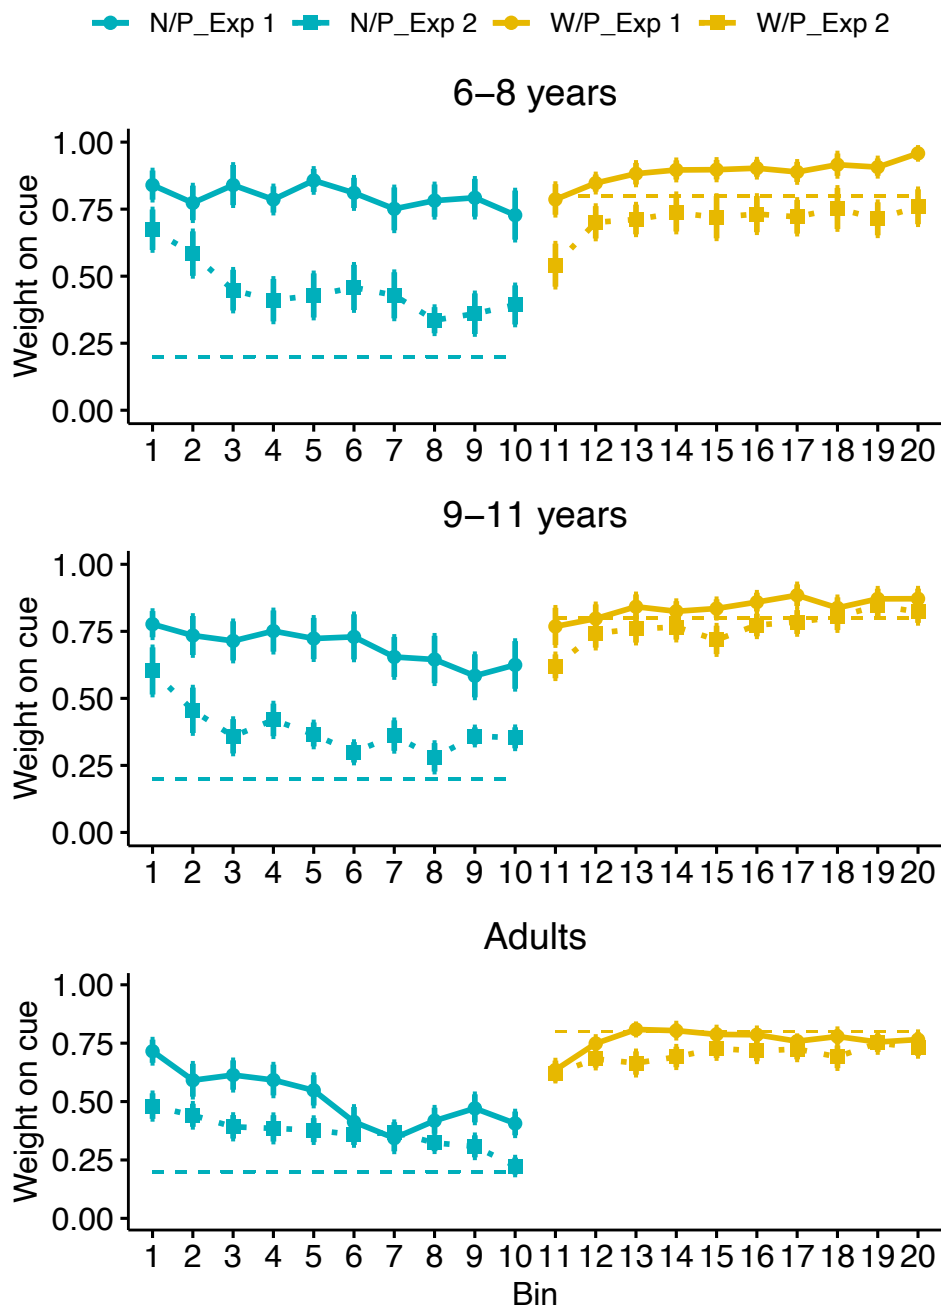 N/P_Exp 1 N/P_Exp 2 W/P_Exp 1 W/P_Exp 2
6–8 years
Weight on cue
1.00
0.75
0.50
0.25
0.00
1 2 3 4 5 6 7 8 9 10 11 12 13 14 15 16 17 18 19 20
9–11 years
Weight on cue
1.00
0.75
0.50
0.25
0.00
1 2 3 4 5 6 7 8 9 10 11 12 13 14 15 16 17 18 19 20
Adults
Weight on cue
1.00
0.75
0.50
0.25
0.00
1 2 3 4 5 6 7 8 9 10 11 12 13 14 15 16 17 18 19 20
Bin